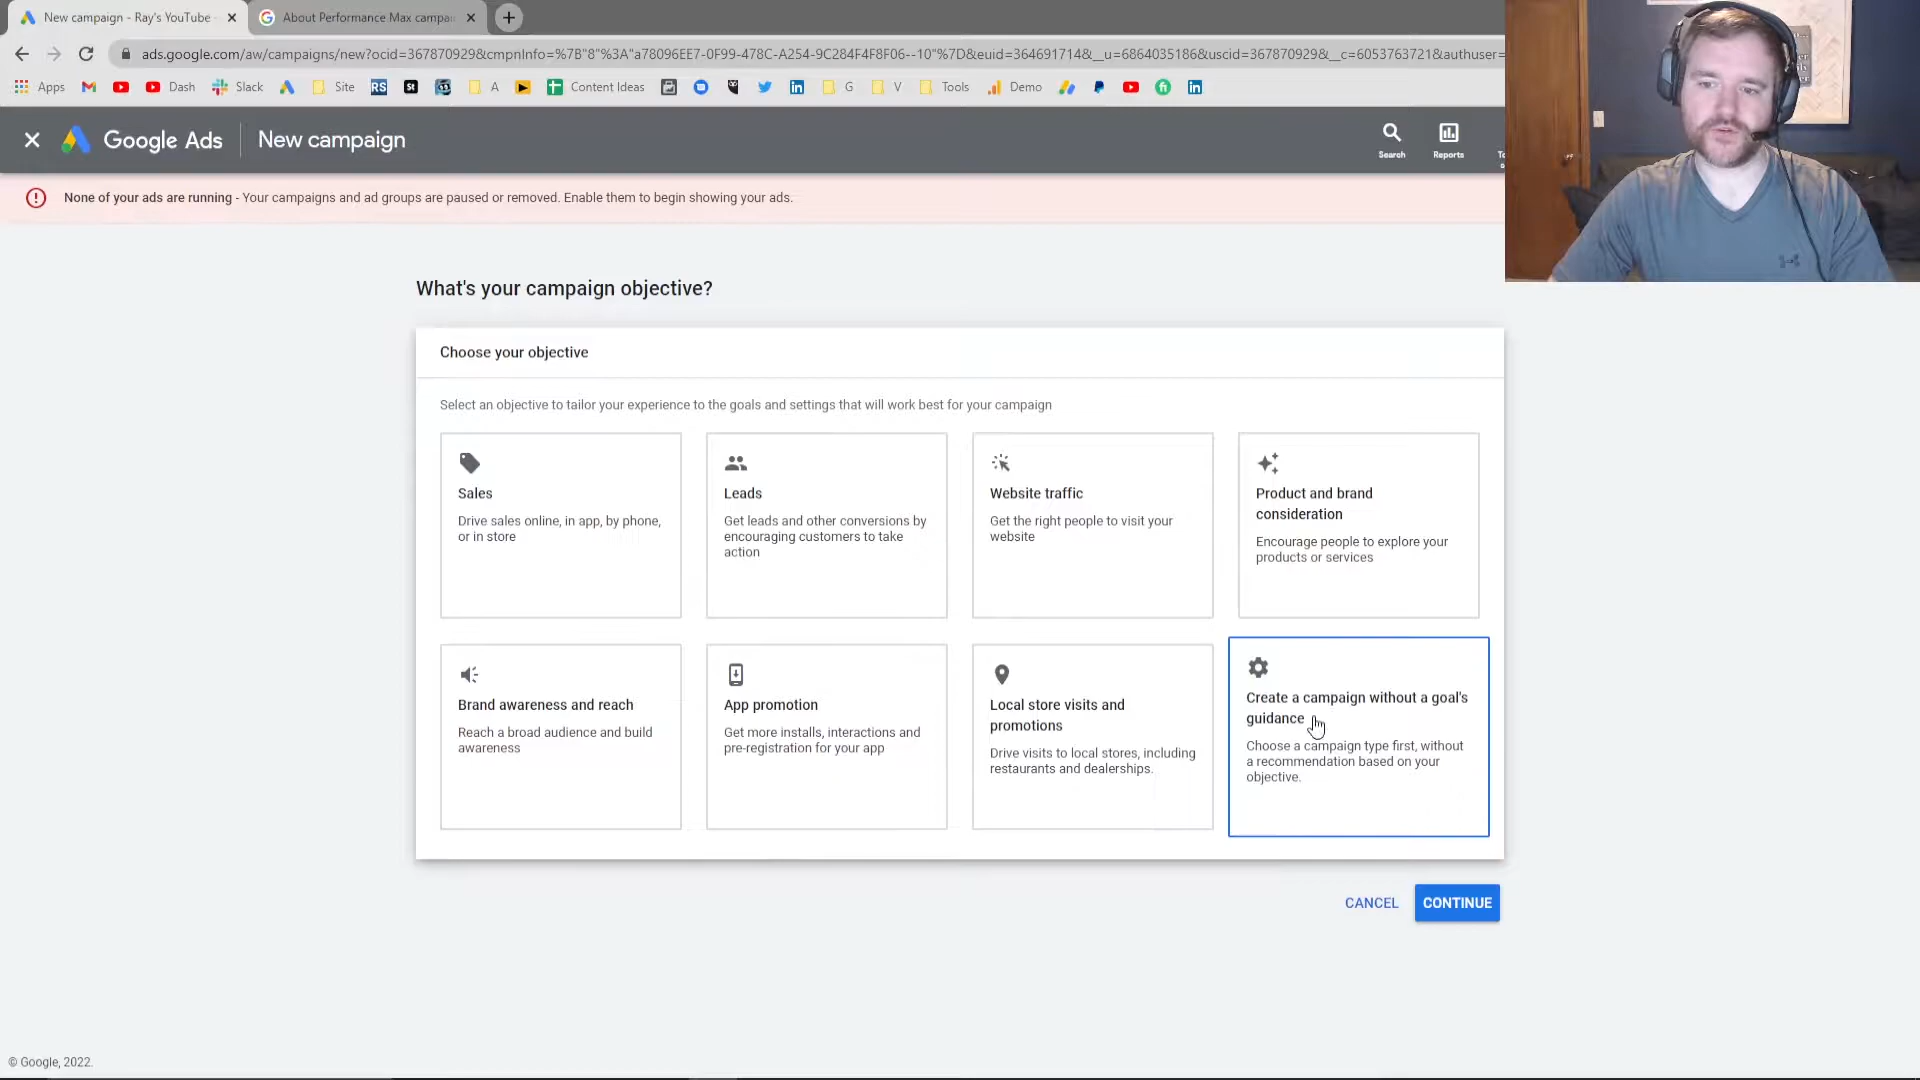 New campaign - Ray's YouTube
About Performance Max campai
ads.google.com/aw/campaigns/new?ocid=367870929&cmpnInfo=%7B"8"%3A"a78096EE7-0F99-478C-A254-9C284F4F8F06--10"%7D&euid=364691714&__u=6864035186&uscid=367870929&__c=6053763721&authuser=
Apps Dash Slack Site RS St A Content Ideas G V Tools Demo
Google Ads New campaign
Search Reports
None of your ads are running - Your campaigns and ad groups are paused or removed. Enable them to begin showing your ads.
What's your campaign objective?
Choose your objective
Select an objective to tailor your experience to the goals and settings that will work best for your campaign
Sales
Drive sales online, in app, by phone,
or in store
Leads
Get leads and other conversions by
encouraging customers to take
action
Website traffic
Get the right people to visit your
website
Product and brand
consideration
Encourage people to explore your
products or services
Brand awareness and reach
Reach a broad audience and build
awareness
App promotion
Get more installs, interactions and
pre-registration for your app
Local store visits and
promotions
Drive visits to local stores, including
restaurants and dealerships.
Create a campaign without a goal's
guidance
Choose a campaign type first, without
a recommendation based on your
objective.
CANCEL CONTINUE
© Google, 2022.